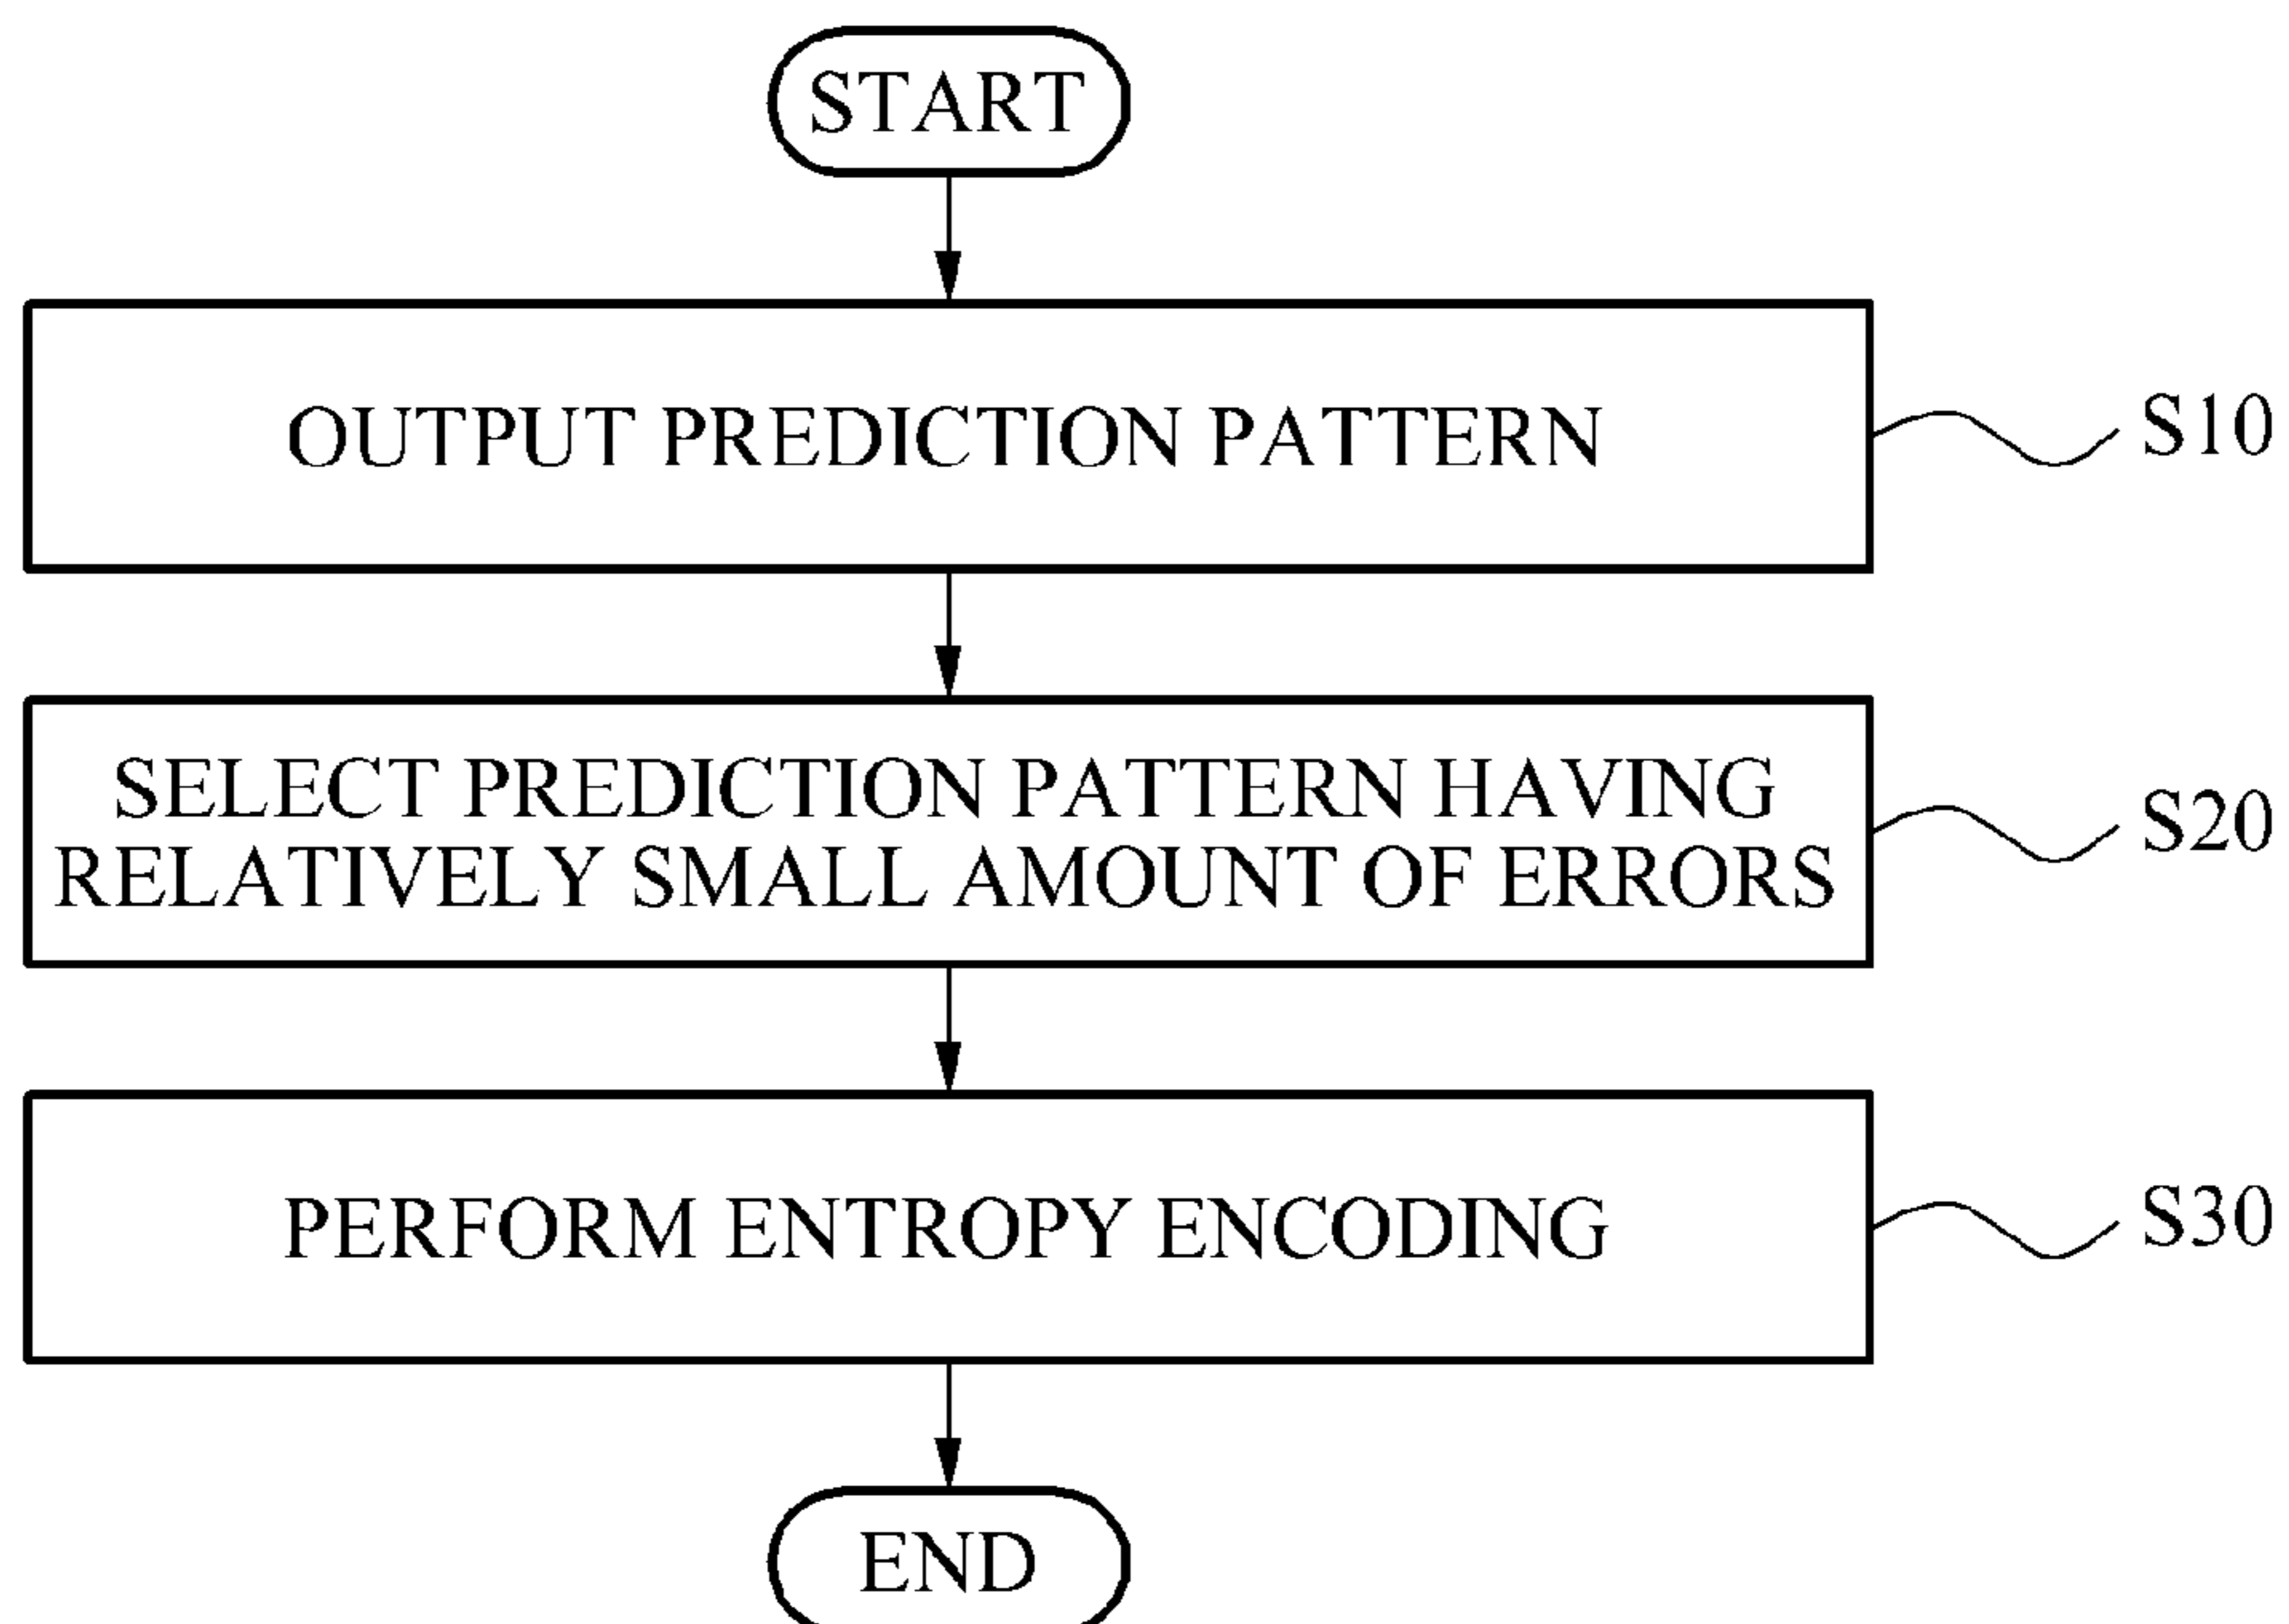 START
OUTPUT PREDICTION PATTERN
S10
SELECT PREDICTION PATTERN HAVING
RELATIVELY SMALL AMOUNT OF ERRORS
S20
PERFORM ENTROPY ENCODING
S30
END